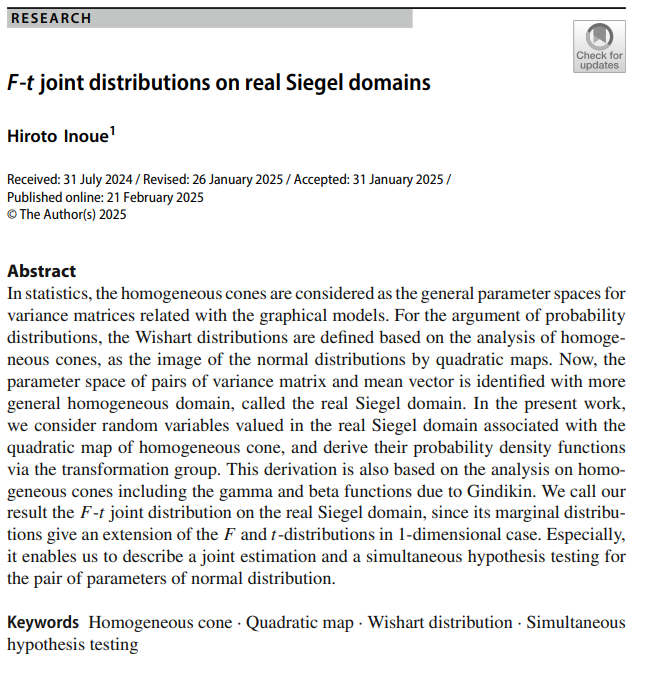 RESEARCH
Check for
updates
F-t joint distributions on real Siegel domains
Hiroto Inoue1
Received: 31 July 2024 / Revised: 26 January 2025 / Accepted: 31 January 2025 /
Published online: 21 February 2025
© The Author(s) 2025
Abstract
In statistics, the homogeneous cones are considered as the general parameter spaces for
variance matrices related with the graphical models. For the argument of probability
distributions, the Wishart distributions are defined based on the analysis of homoge-
neous cones, as the image of the normal distributions by quadratic maps. Now, the
parameter space of pairs of variance matrix and mean vector is identified with more
general homogeneous domain, called the real Siegel domain. In the present work,
we consider random variables valued in the real Siegel domain associated with the
quadratic map of homogeneous cone, and derive their probability density functions
via the transformation group. This derivation is also based on the analysis on homo-
geneous cones including the gamma and beta functions due to Gindikin. We call our
result the F-t joint distribution on the real Siegel domain, since its marginal distribu-
tions give an extension of the F and t-distributions in 1-dimensional case. Especially,
it enables us to describe a joint estimation and a simultaneous hypothesis testing for
the pair of parameters of normal distribution.
Keywords Homogeneous cone · Quadratic map · Wishart distribution · Simultaneous
hypothesis testing